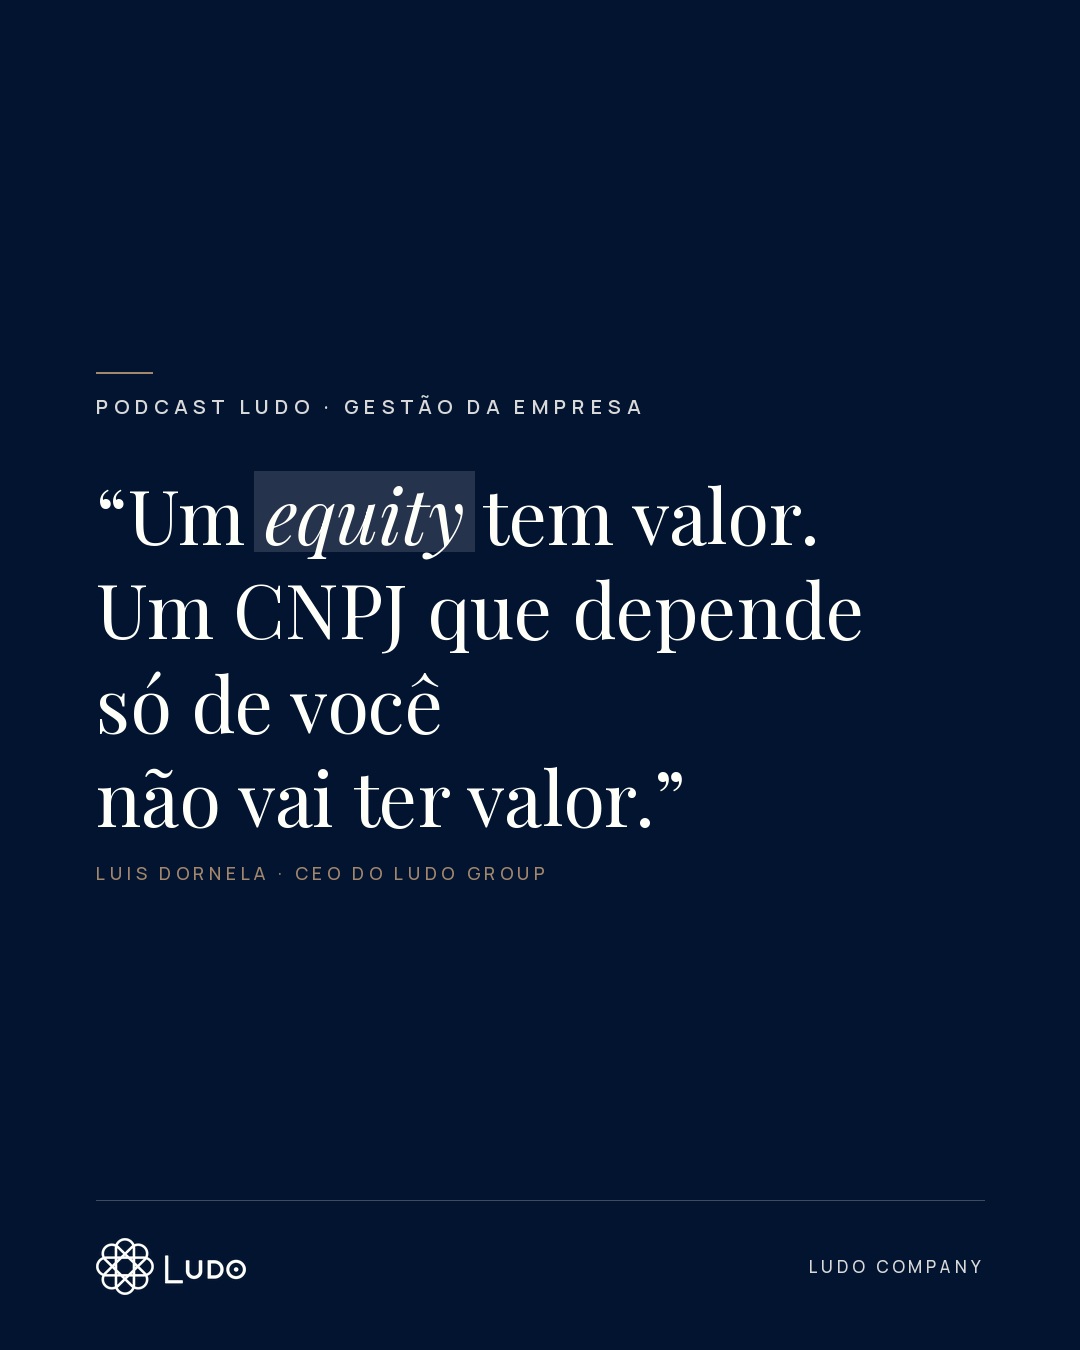 PODCAST LUDO · GESTÃO DA EMPRESA
“Um equity tem valor.
Um CNPJ que depende
só de você
não vai ter valor.”
LUIS DORNELA · CEO DO LUDO GROUP
LUDO
LUDO COMPANY